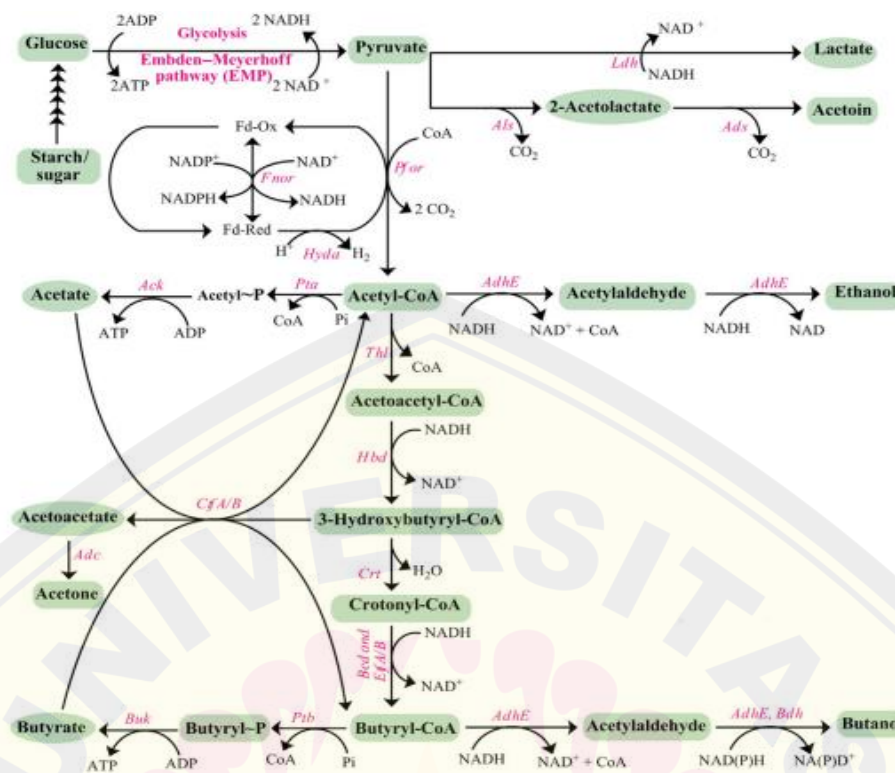 2ADP
2 NADH
Glucose
Glycolysis
Pyruvate
Embden–Meyerhoff
pathway (EMP)
2ATP
2 NAD +
NAD +
Ldh
NADH
Lactate
Als
CO2
2-Acetolactate
Ads
CO2
Acetoin
Starch/
sugar
Fd-Ox
CoA
NADP+
NAD+
Fnor
Pfor
NADPH
NADH
2 CO2
Fd-Red
H+
Hyda
H2
Acetate
Ack
Acetyl~P
Pta
Acetyl-CoA
AdhE
Acetylaldehyde
AdhE
Ethanol
ATP
ADP
CoA
Pi
NADH
NAD+ + CoA
NADH
NAD
Thl
CoA
Acetoacetyl-CoA
NADH
Hbd
NAD+
Acetoacetate
CtfA/B
3-Hydroxybutyryl-CoA
Adc
Acetone
Crt
H2O
Crotonyl-CoA
Bcd and
EtfA/B
NADH
NAD+
Butyrate
Buk
Butyryl~P
Ptb
Butyryl-CoA
AdhE
Acetylaldehyde
AdhE, Bdh
Butano
ATP
ADP
CoA
Pi
NADH
NAD+ + CoA
NAD(P)H
NA(P)D+
UNIVERSITAS